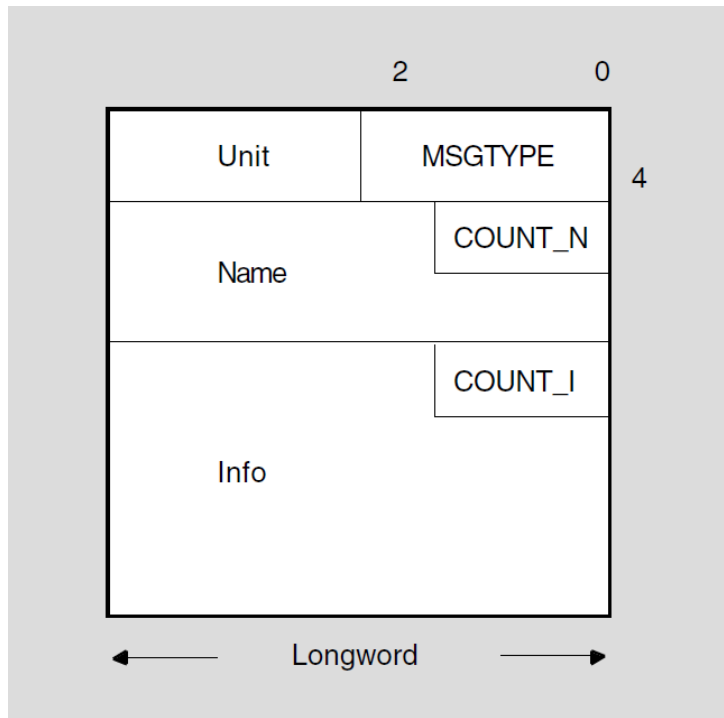 2 0
Unit MSGTYPE
4
COUNT_N
Name
COUNT_I
Info
Longword